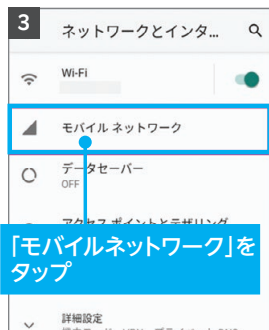 3
ネットワークとインタ...
Wi-Fi
モバイル ネットワーク
データセーバー
OFF
アクセス ポイントとテザリング
「モバイルネットワーク」を
タップ
詳細設定